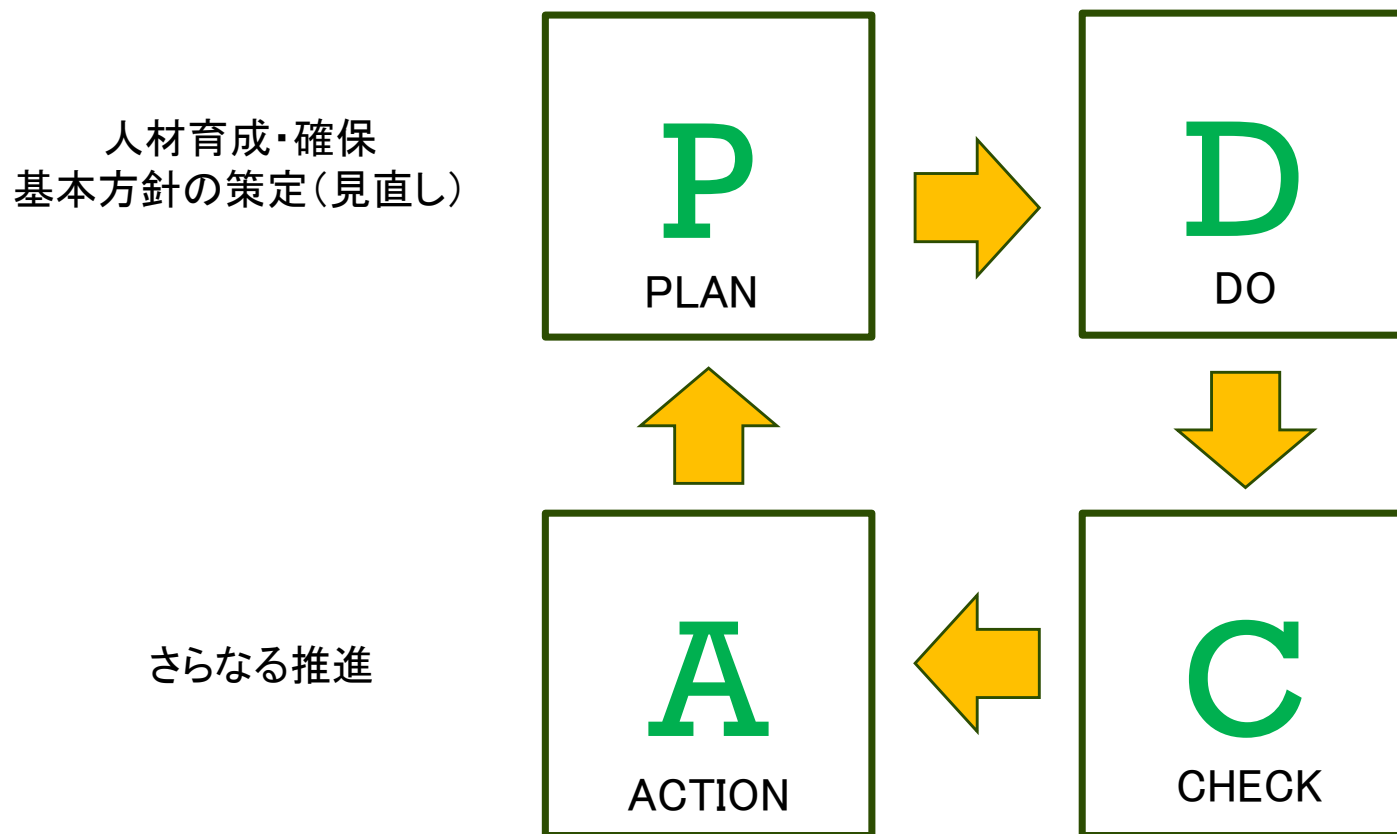 人材育成・確保
基本方針の策定(見直し)
P
PLAN
D
DO
さらなる推進
A
ACTION
C
CHECK